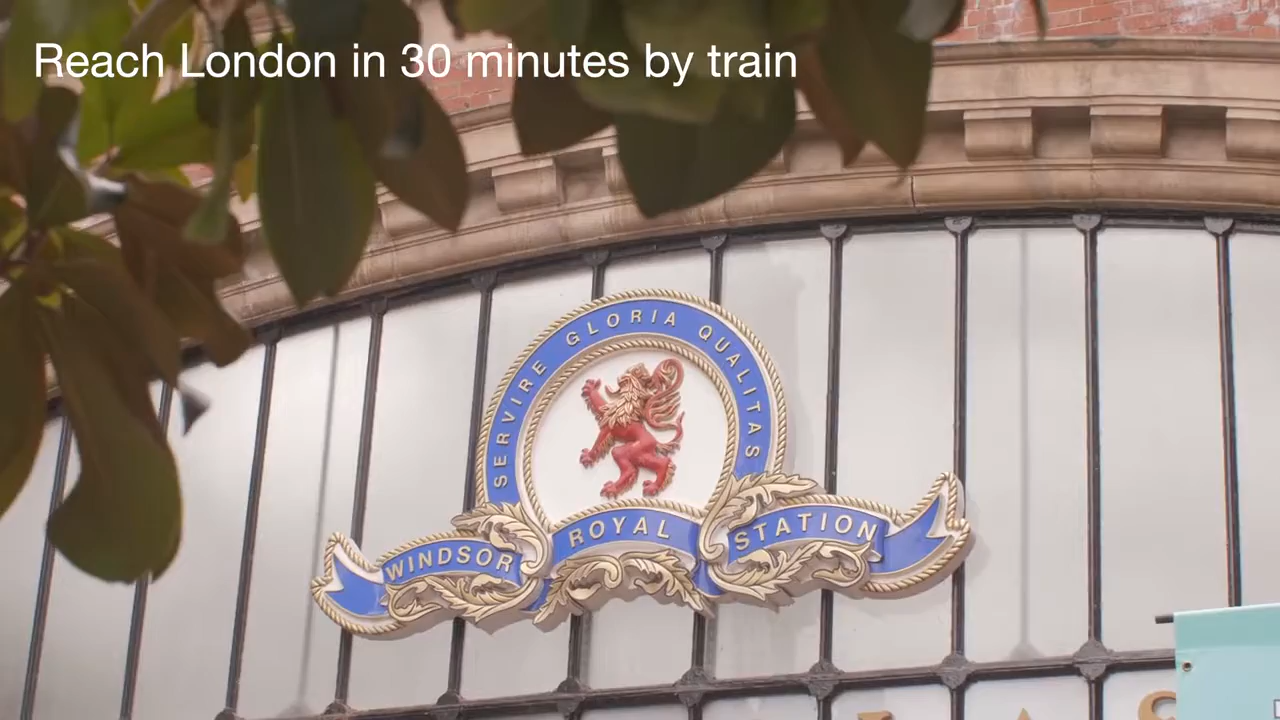 Reach London in 30 minutes by train
SERVIRE GLORIA QUALITAS
WINDSOR ROYAL STATION